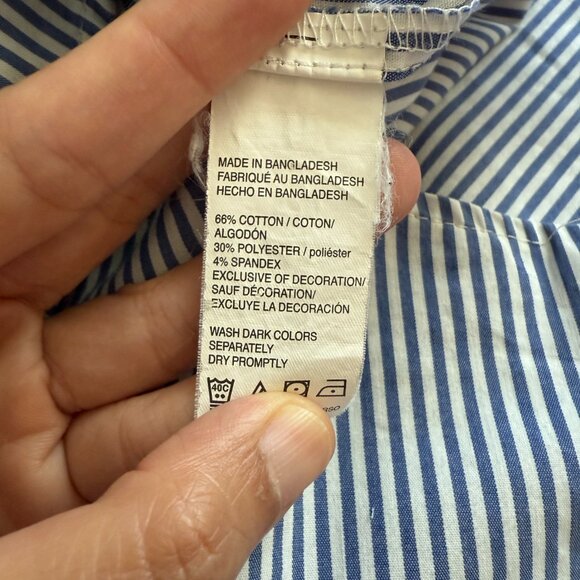 MADE IN BANGLADESH
FABRIQUÉ AU BANGLADESH
HECHO EN BANGLADESH
66% COTTON / COTON/
ALGODÓN
30% POLYESTER / poliéster
4% SPANDEX
EXCLUSIVE OF DECORATION/
SAUF DÉCORATION/
EXCLUYE LA DECORACIÓN
WASH DARK COLORS
SEPARATELY
DRY PROMPTLY
40C